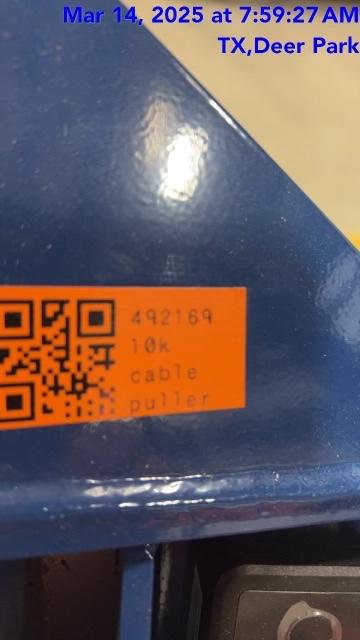 Mar 14, 2025 at 7:59:27 AM
TX,Deer Park
492169
10k
cable
puller